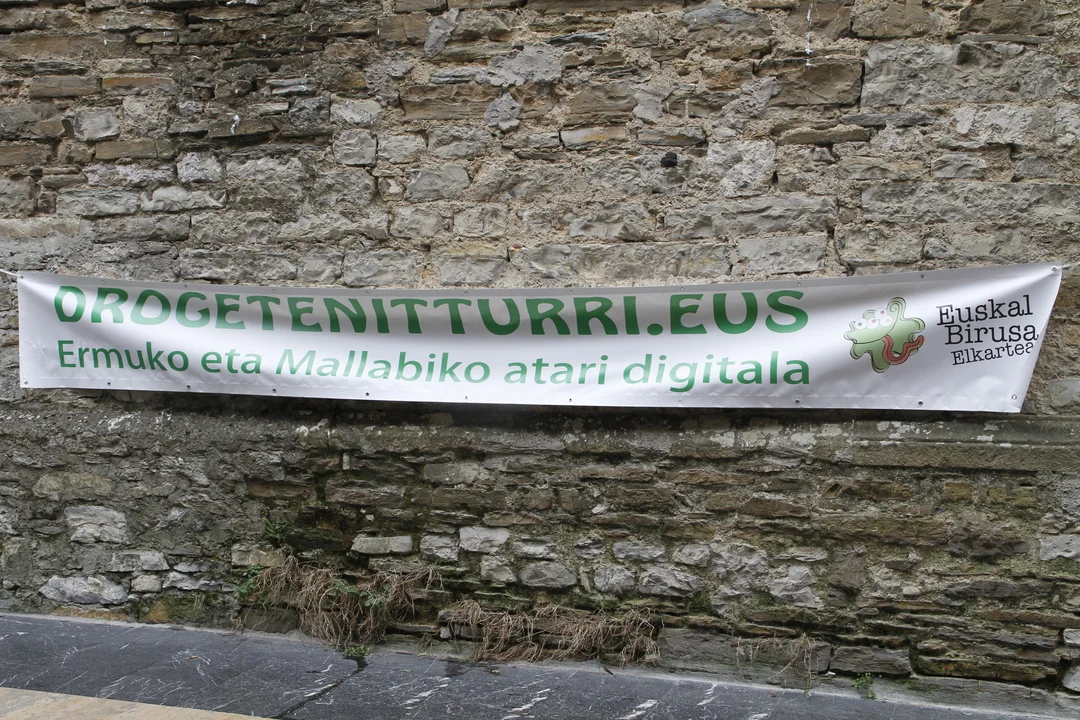 OROGETENITTURRI.EUS
Ermuko eta Mallabiko atari digitala
Euskal
Birusa
Elkartea